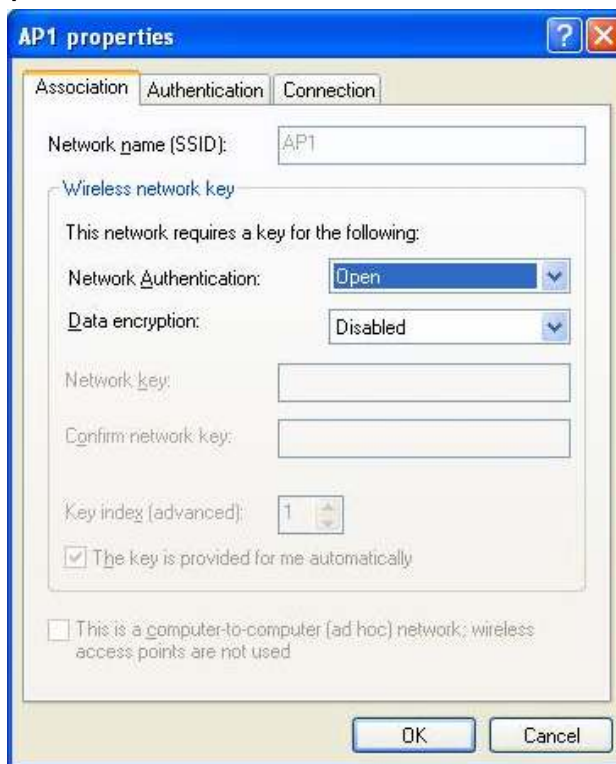 AP1 properties
Association Authentication Connection
Network name (SSID): AP1
Wireless network key
This network requires a key for the following:
Network Authentication: Open
Data encryption: Disabled
Network key:
Confirm network key:
Key index (advanced): 1
The key is provided for me automatically
This is a computer-to-computer (ad hoc) network; wireless
access points are not used
OK Cancel